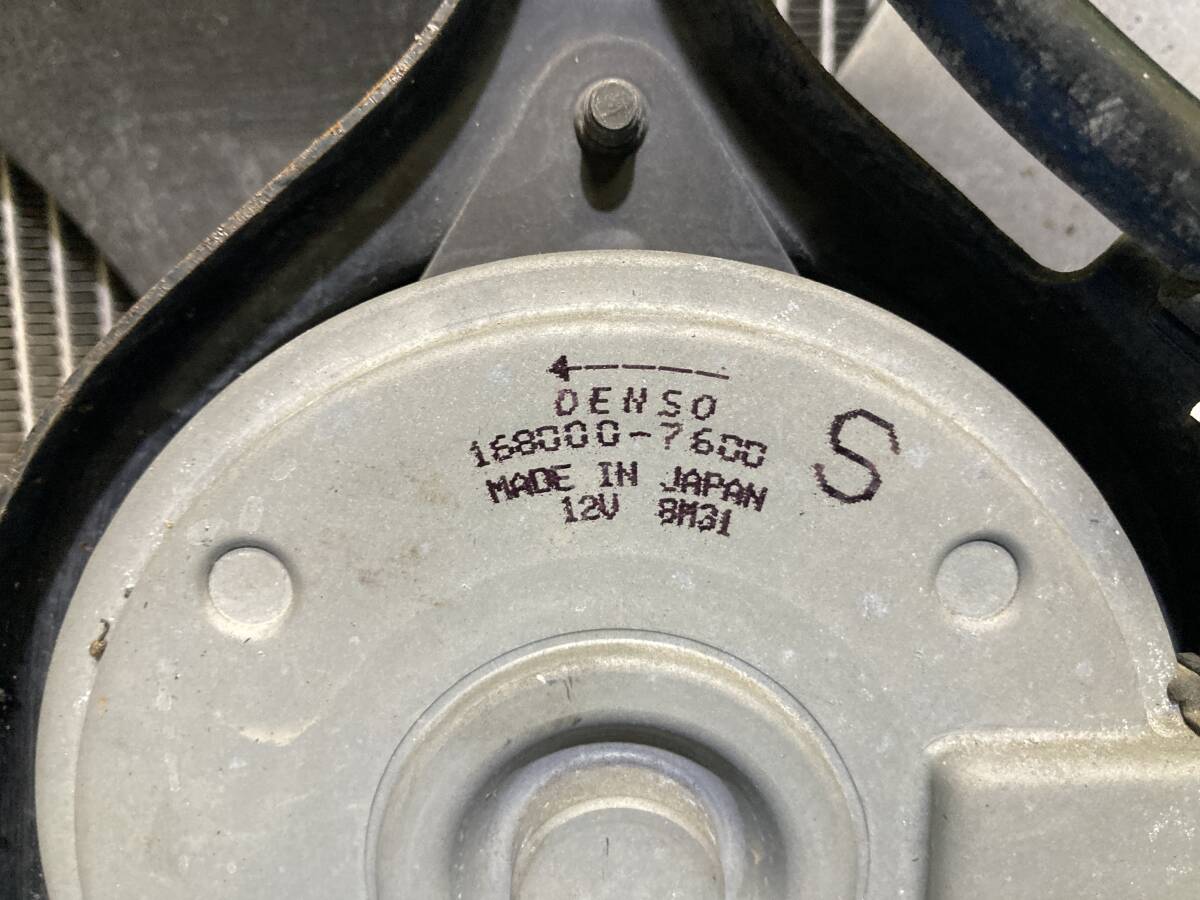 DENSO
168000-7600
MADE IN JAPAN
12V 8M31
S